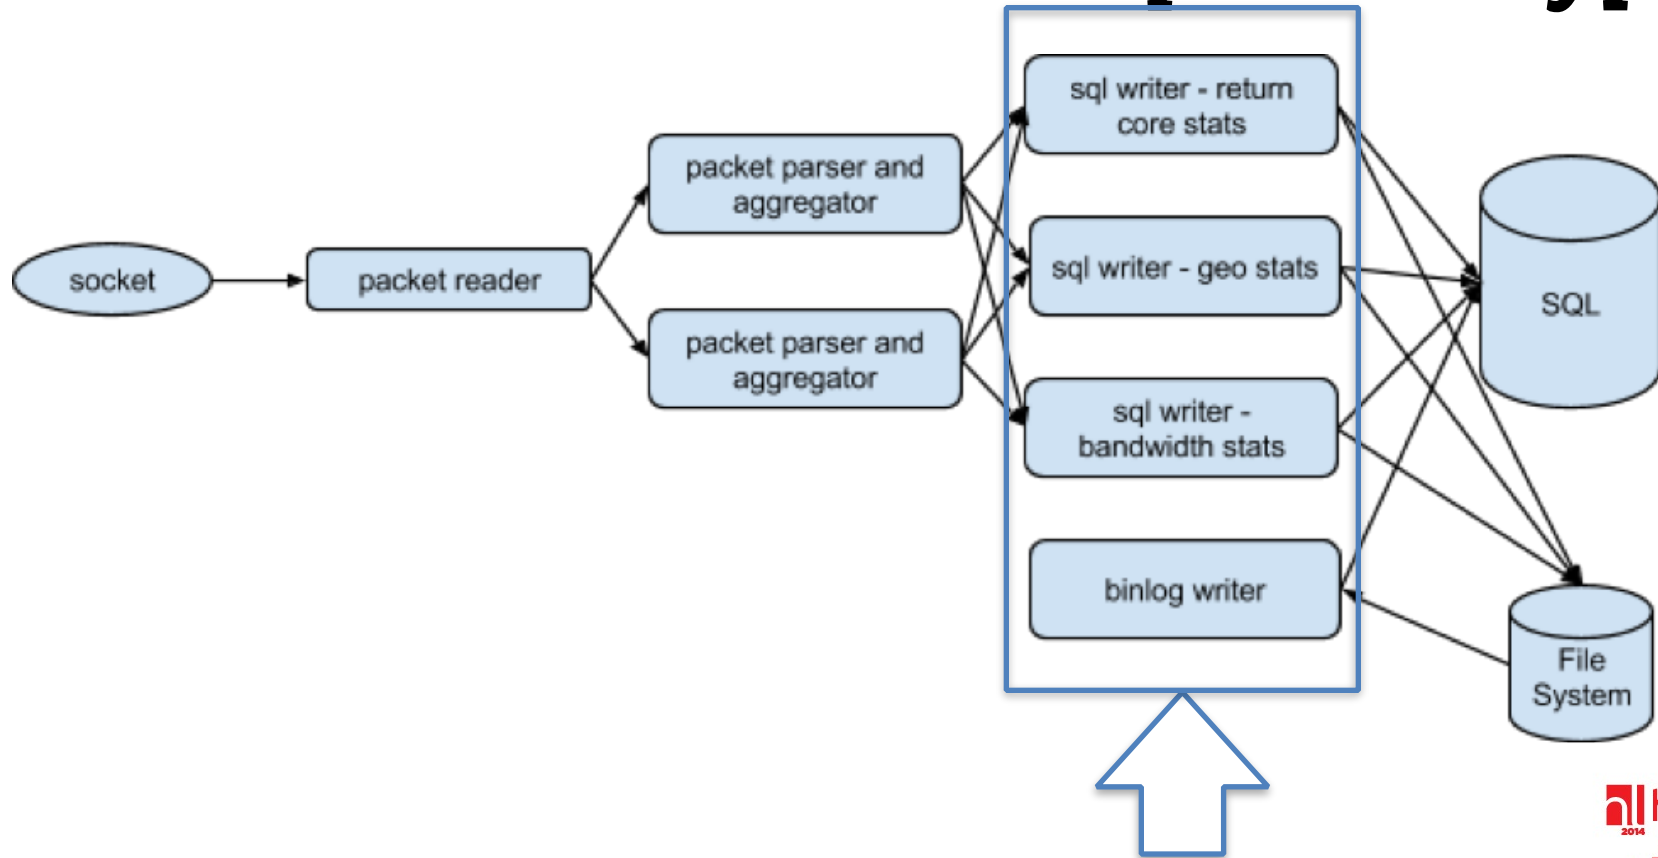 socket
packet reader
packet parser and
aggregator
packet parser and
aggregator
sql writer - return
core stats
sql writer - geo stats
sql writer -
bandwidth stats
binlog writer
SQL
File
System
2014